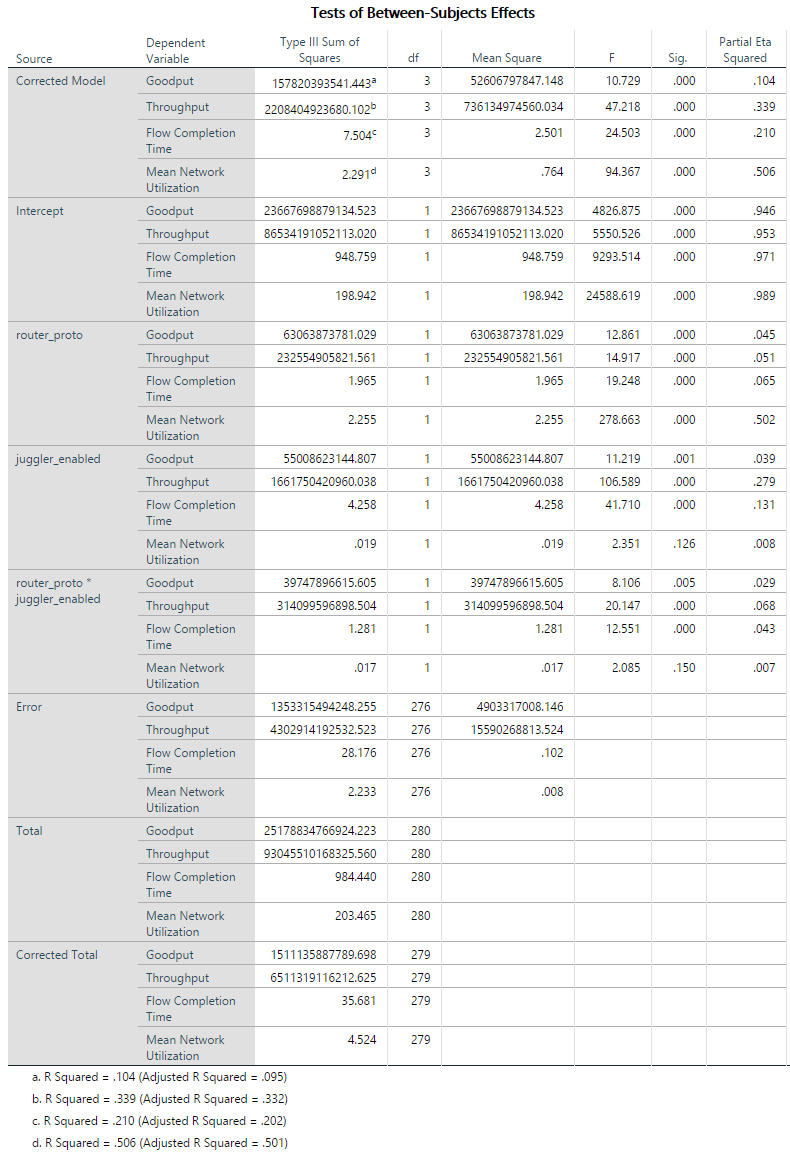 Tests of Between-Subjects Effects
Source Dependent Variable Type III Sum of Squares df Mean Square F Sig. Partial Eta Squared
Corrected Model Goodput 157820393541.443a 3 52606797847.148 10.729 .000 .104
Throughput 2208404923680.102b 3 736134974560.034 47.218 .000 .339
Flow Completion Time 7.504c 3 2.501 24.503 .000 .210
Mean Network Utilization 2.291d 3 .764 94.367 .000 .506
Intercept Goodput 23667698879134.523 1 23667698879134.523 4826.875 .000 .946
Throughput 86534191052113.020 1 86534191052113.020 5550.526 .000 .953
Flow Completion Time 948.759 1 948.759 9293.514 .000 .971
Mean Network Utilization 198.942 1 198.942 24588.619 .000 .989
router_proto Goodput 63063873781.029 1 63063873781.029 12.861 .000 .045
Throughput 232554905821.561 1 232554905821.561 14.917 .000 .051
Flow Completion Time 1.965 1 1.965 19.248 .000 .065
Mean Network Utilization 2.255 1 2.255 278.663 .000 .502
juggler_enabled Goodput 55008623144.807 1 55008623144.807 11.219 .001 .039
Throughput 1661750420960.038 1 1661750420960.038 106.589 .000 .279
Flow Completion Time 4.258 1 4.258 41.710 .000 .131
Mean Network Utilization .019 1 .019 2.351 .126 .008
router_proto * juggler_enabled Goodput 39747896615.605 1 39747896615.605 8.106 .005 .029
Throughput 314099596898.504 1 314099596898.504 20.147 .000 .068
Flow Completion Time 1.281 1 1.281 12.551 .000 .043
Mean Network Utilization .017 1 .017 2.085 .150 .007
Error Goodput 1353315494248.255 276 4903317008.146
Throughput 4302914192532.523 276 15590268813.524
Flow Completion Time 28.176 276 .102
Mean Network Utilization 2.233 276 .008
Total Goodput 25178834766924.223 280
Throughput 93045510168325.560 280
Flow Completion Time 984.440 280
Mean Network Utilization 203.465 280
Corrected Total Goodput 1511135887789.698 279
Throughput 6511319116212.625 279
Flow Completion Time 35.681 279
Mean Network Utilization 4.524 279
a. R Squared = .104 (Adjusted R Squared = .095)
b. R Squared = .339 (Adjusted R Squared = .332)
c. R Squared = .210 (Adjusted R Squared = .202)
d. R Squared = .506 (Adjusted R Squared = .501)